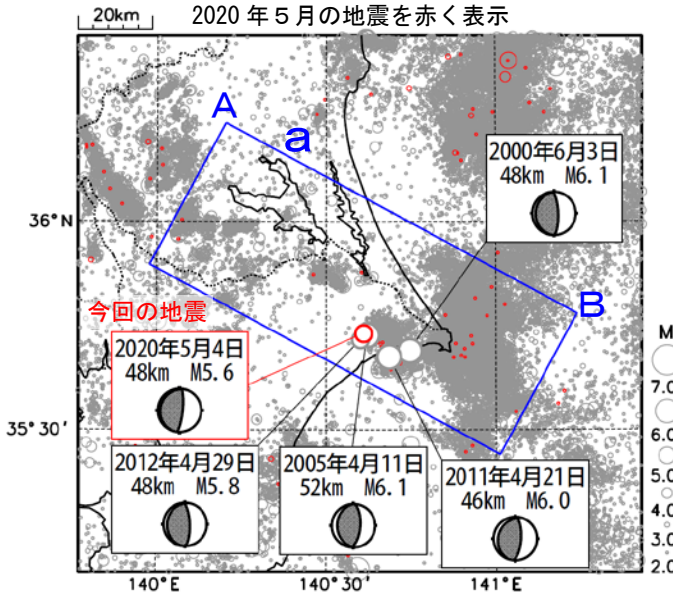 20km
2020 年５月の地震を赤く表示
A
a
2000年6月3日
48km M6.1
36°N
B
今回の地震
2020年5月4日
48km M5.6
M
7.0
6.0
5.0
4.0
3.0
2.0
35°30′
2012年4月29日
48km M5.8
2005年4月11日
52km M6.1
2011年4月21日
46km M6.0
140°E
140°30′
141°E